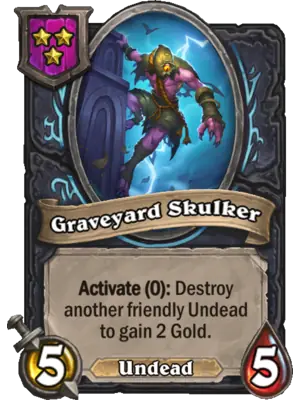 Graveyard Skulker
Activate (0): Destroy
another friendly Undead
to gain 2 Gold.
5
Undead
5